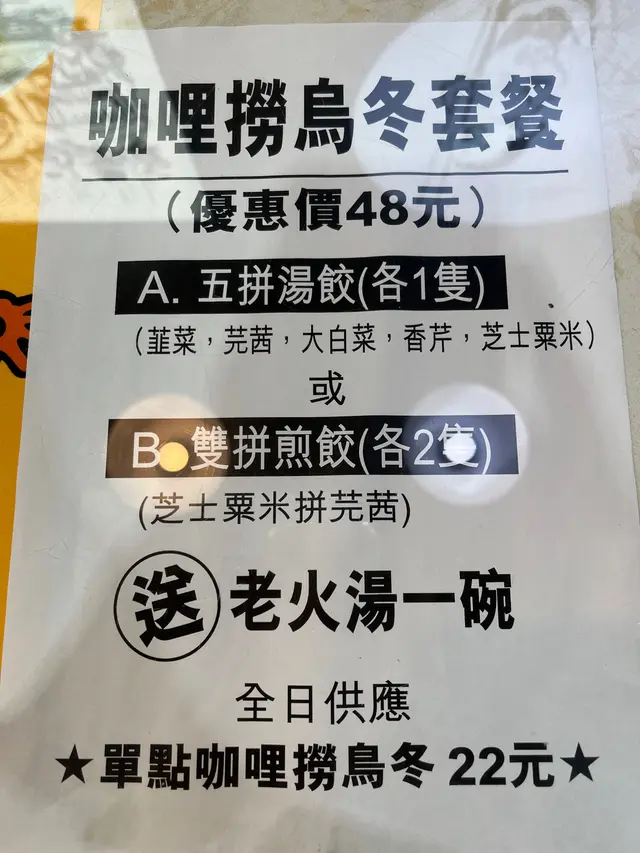 咖哩撈烏冬套餐
（優惠價48元）
A. 五拼湯餃(各1隻)
（韮菜，芫茜，大白菜，香芹，芝士粟米）
或
B. 雙拼煎餃(各2隻)
(芝士粟米拼芫茜)
送 老火湯一碗
全日供應
★單點咖哩撈烏冬 22元★